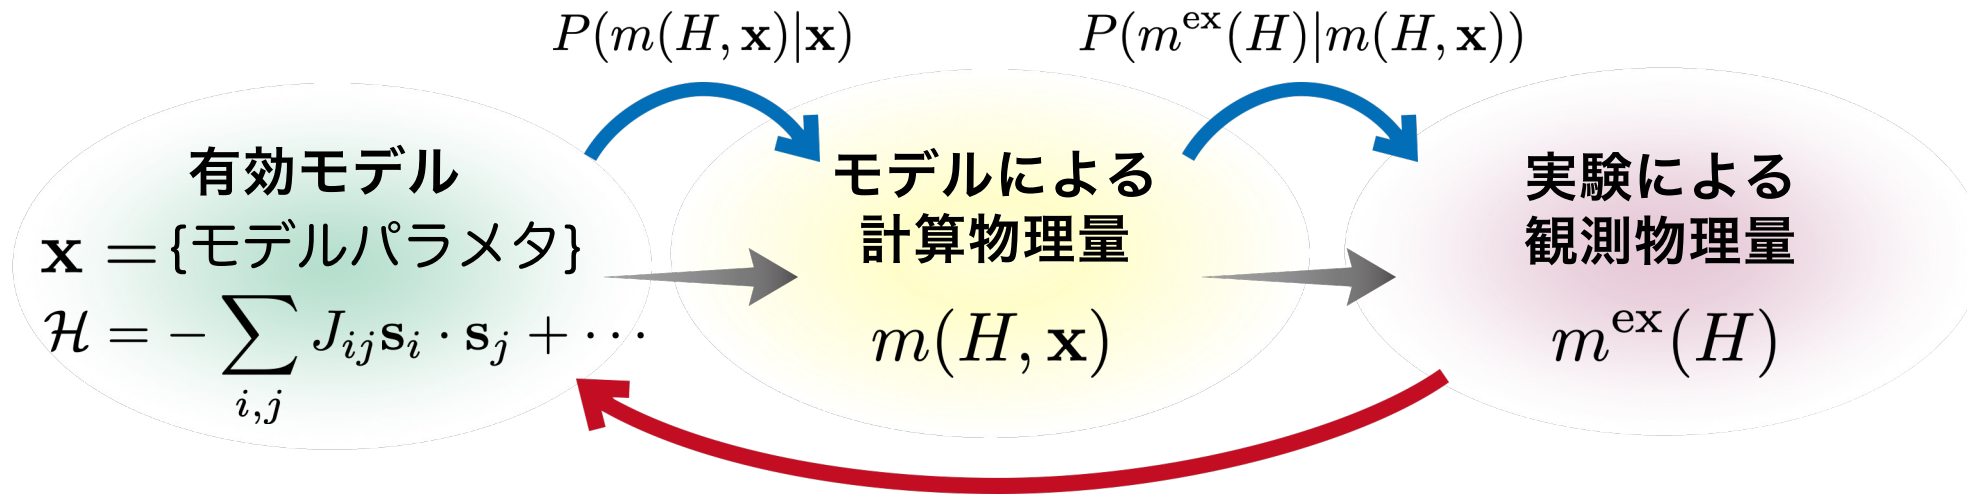 P(m(H, x)|x)
P(m^ex(H)|m(H, x))
有効モデル
x = {モデルパラメタ}
ℋ = − ∑_{i,j} J_{ij} s_i · s_j + ⋯
モデルによる
計算物理量
m(H, x)
実験による
観測物理量
m^ex(H)